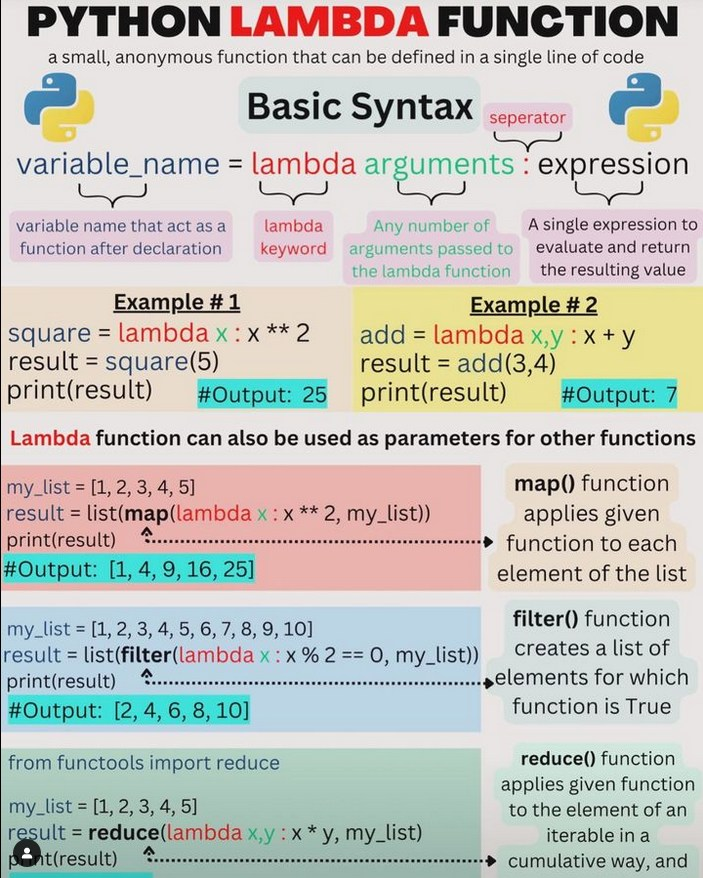 PYTHON LAMBDA FUNCTION
a small, anonymous function that can be defined in a single line of code
Basic Syntax
seperator
variable_name = lambda arguments : expression
variable name that act as a
function after declaration
lambda
keyword
Any number of
arguments passed to
the lambda function
A single expression to
evaluate and return
the resulting value
Example # 1
square = lambda x : x ** 2
result = square(5)
print(result)
#Output: 25
Example # 2
add = lambda x,y : x + y
result = add(3,4)
print(result)
#Output: 7
Lambda function can also be used as parameters for other functions
my_list = [1, 2, 3, 4, 5]
result = list(map(lambda x : x ** 2, my_list))
print(result)
#Output: [1, 4, 9, 16, 25]
map() function
applies given
function to each
element of the list
my_list = [1, 2, 3, 4, 5, 6, 7, 8, 9, 10]
result = list(filter(lambda x : x % 2 == 0, my_list))
print(result)
#Output: [2, 4, 6, 8, 10]
filter() function
creates a list of
elements for which
function is True
from functools import reduce
my_list = [1, 2, 3, 4, 5]
result = reduce(lambda x,y : x * y, my_list)
print(result)
reduce() function
applies given function
to the element of an
iterable in a
cumulative way, and